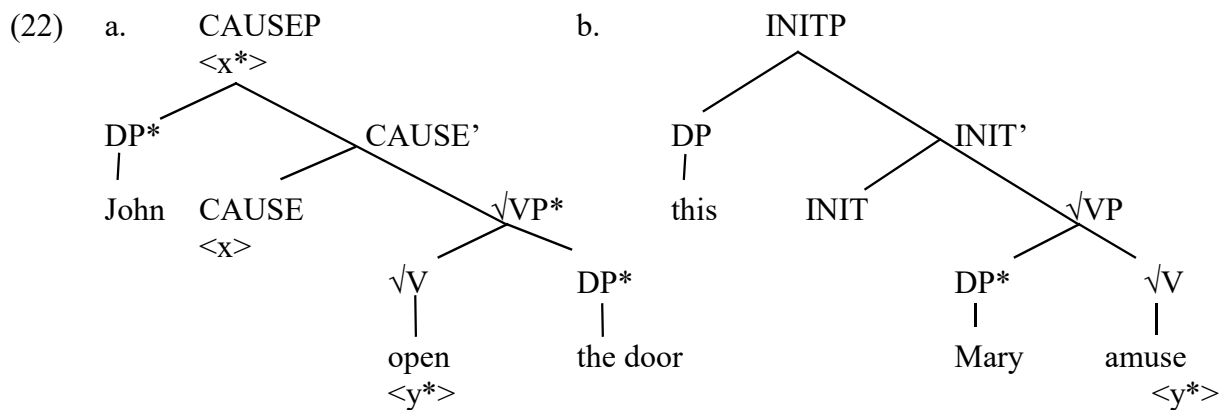 (22) a. CAUSEP b. INITP
<x*>
DP* CAUSE’ DP INIT’
John CAUSE √VP* this INIT √VP
<x>
√V DP* DP* √V
open the door Mary amuse
<y*> <y*>